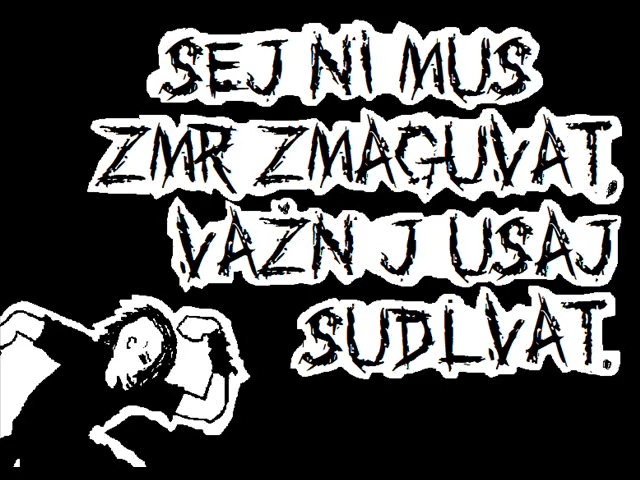 SEJ NI MUS
ZMR ZMAGUVAT,
VAŽN J USAJ
SUDLVAT.